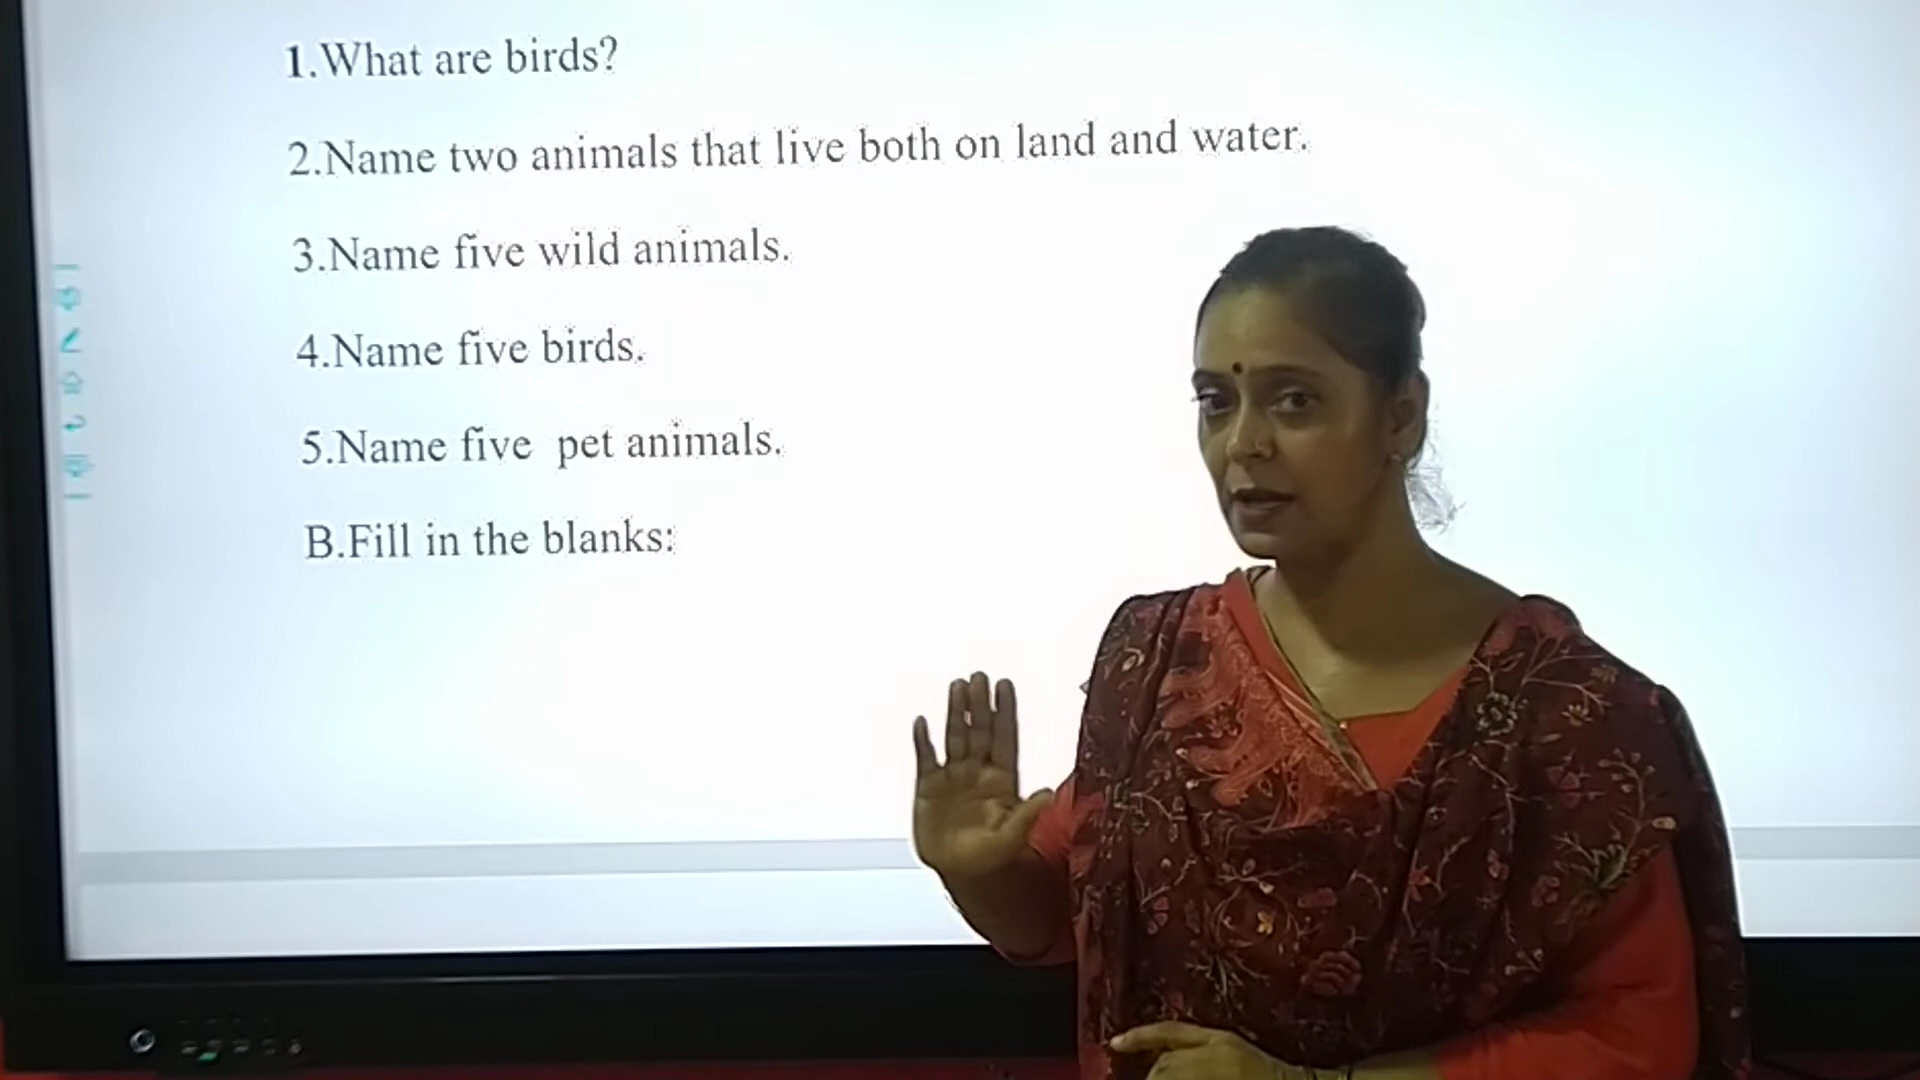 1.What are birds?
2.Name two animals that live both on land and water.
3.Name five wild animals.
4.Name five birds.
5.Name five  pet animals.
B.Fill in the blanks: